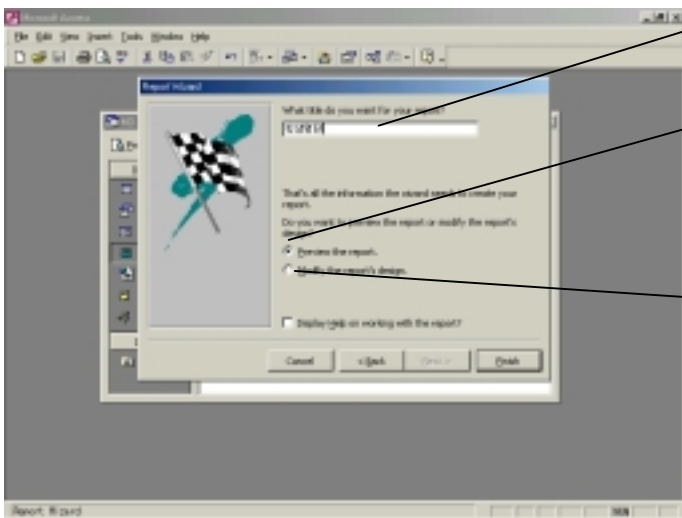 Microsoft Access
File Edit View Insert Tools Window Help
Report Wizard
What title do you want for your report?
That's all the information the wizard needs to create your
report.
Do you want to preview the report or modify the report's
design?
Preview the report.
Modify the report's design.
Display Help on working with the report?
Cancel < Back Next > Finish
Report Wizard
NUM